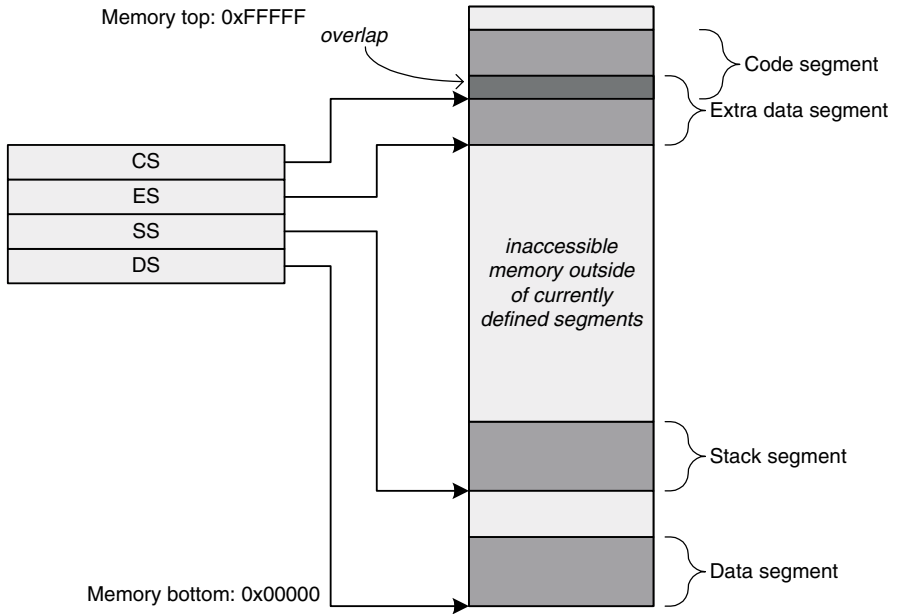 Memory top: 0xFFFFF
overlap
Code segment
Extra data segment
CS
ES
SS
DS
inaccessible
memory outside
of currently
defined segments
Stack segment
Data segment
Memory bottom: 0x00000